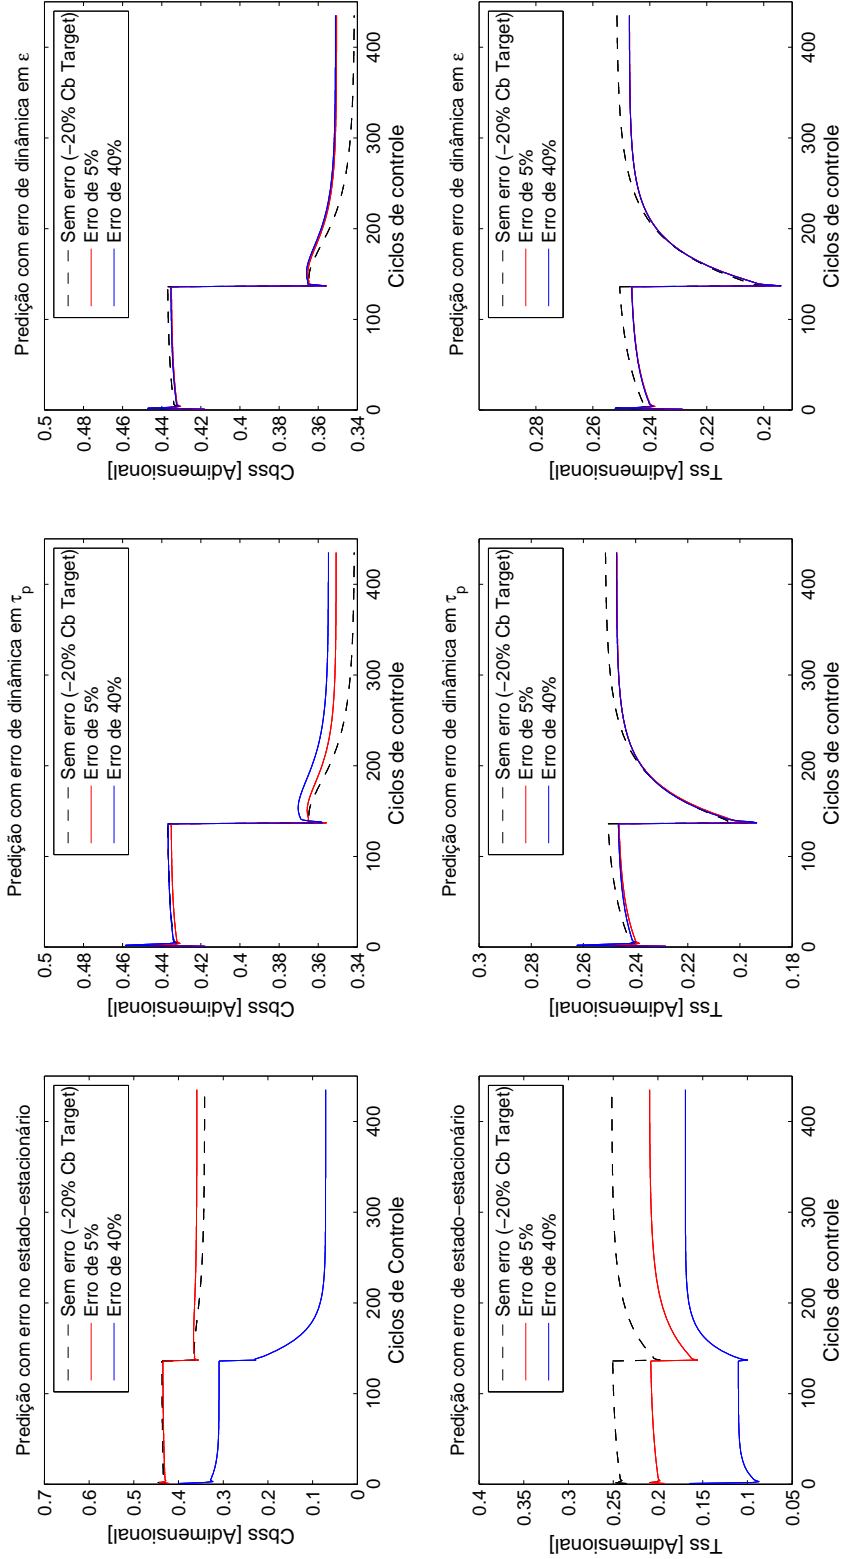 Predição com erro no estado−estacionário
Cbss [Adimensional]
0.7
0.6
0.5
0.4
0.3
0.2
0.1
0
Sem erro (−20% Cb Target)
Erro de 5%
Erro de 40%
0 100 200 300 400
Ciclos de Controle
Predição com erro de dinâmica em τp
Cbss [Adimensional]
0.5
0.48
0.46
0.44
0.42
0.4
0.38
0.36
0.34
Sem erro (−20% Cb Target)
Erro de 5%
Erro de 40%
0 100 200 300 400
Ciclos de controle
Predição com erro de dinâmica em ε
Cbss [Adimensional]
0.5
0.48
0.46
0.44
0.42
0.4
0.38
0.36
0.34
Sem erro (−20% Cb Target)
Erro de 5%
Erro de 40%
0 100 200 300 400
Ciclos de controle
Predição com erro de estado−estacionário
Tss [Adimensional]
0.4
0.35
0.3
0.25
0.2
0.15
0.1
0.05
Sem erro (−20% Cb Target)
Erro de 5%
Erro de 40%
0 100 200 300 400
Ciclos de controle
Predição com erro de dinâmica em τp
Tss [Adimensional]
0.3
0.28
0.26
0.24
0.22
0.2
0.18
Sem erro (−20% Cb Target)
Erro de 5%
Erro de 40%
0 100 200 300 400
Ciclos de controle
Predição com erro de dinâmica em ε
Tss [Adimensional]
0.28
0.26
0.24
0.22
0.2
Sem erro (−20% Cb Target)
Erro de 5%
Erro de 40%
0 100 200 300 400
Ciclos de controle